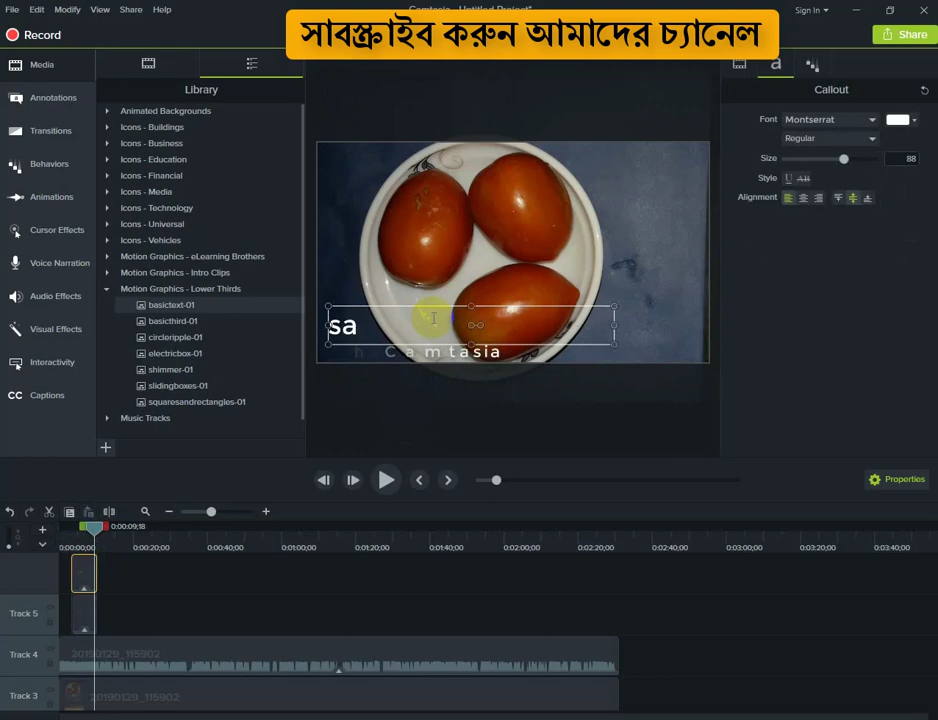 File Edit Modify View Share Help
Camtasia - Untitled Project*
Sign In
সাবস্ক্রাইব করুন আমাদের চ্যানেল
Record
Share
Media
Annotations
Transitions
Behaviors
Animations
Cursor Effects
Voice Narration
Audio Effects
Visual Effects
Interactivity
CC Captions
Library
Animated Backgrounds
Icons - Buildings
Icons - Business
Icons - Education
Icons - Financial
Icons - Media
Icons - Technology
Icons - Universal
Icons - Vehicles
Motion Graphics - eLearning Brothers
Motion Graphics - Intro Clips
Motion Graphics - Lower Thirds
basictext-01
basicthird-01
circleripple-01
electricbox-01
shimmer-01
slidingboxes-01
squaresandrectangles-01
Music Tracks
sa
h Camtasia
a
Callout
Font Montserrat
Regular
Size 88
Style U AB
Alignment
Properties
0:00:09;18
0:00:00;00 0:00:20;00 0:00:40;00 0:01:00;00 0:01:20;00 0:01:40;00 0:02:00;00 0:02:20;00 0:02:40;00 0:03:00;00 0:03:20;00 0:03:40;00
Track 5
Track 4 20190129_115902
Track 3 20190129_115902